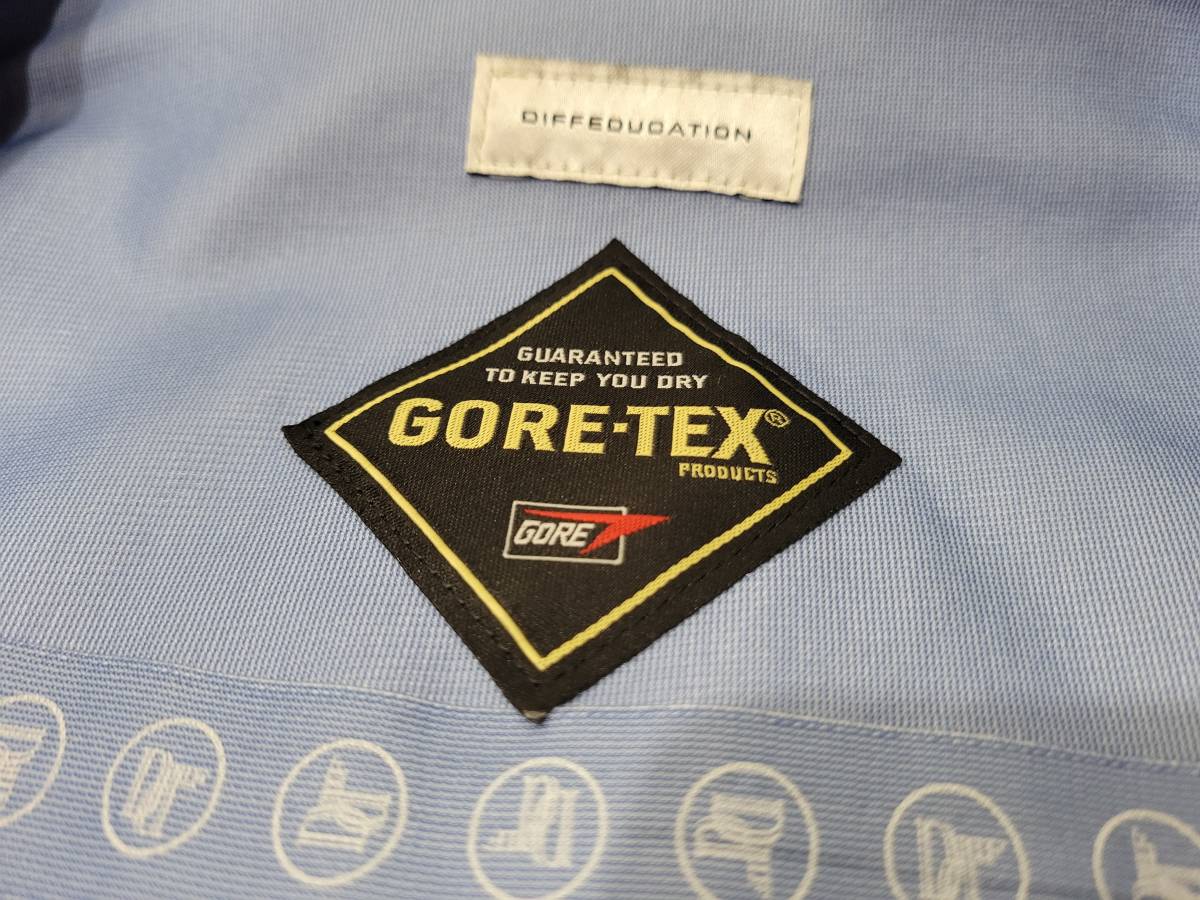 DIFFEDUCATION
GUARANTEED
TO KEEP YOU DRY
GORE-TEX®
PRODUCTS
GORE